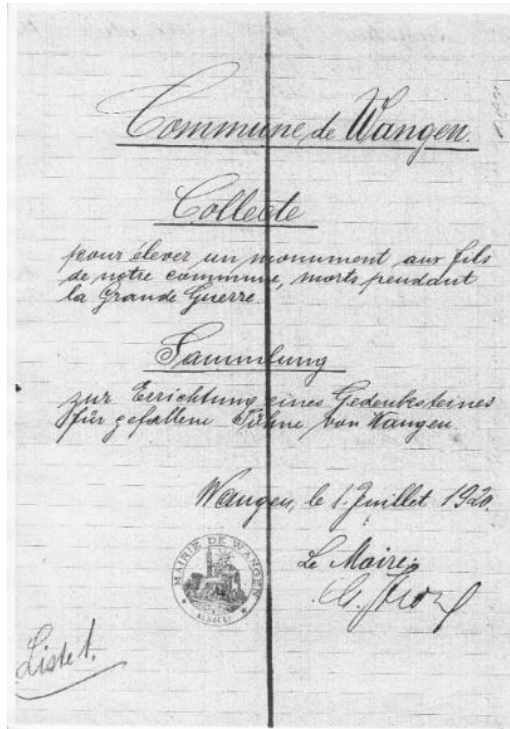 Commune de Wangen.
Collecte
pour élever un monument aux fils
de notre commune, morts pendant
la Grande Guerre.
Sammlung
zur Errichtung eines Gedenksteines
für gefallene Söhne von Wangen
Wangen, le 1. Juillet 1920.
Le Maire:
MAIRIE DE WANGEN
Liste 1.